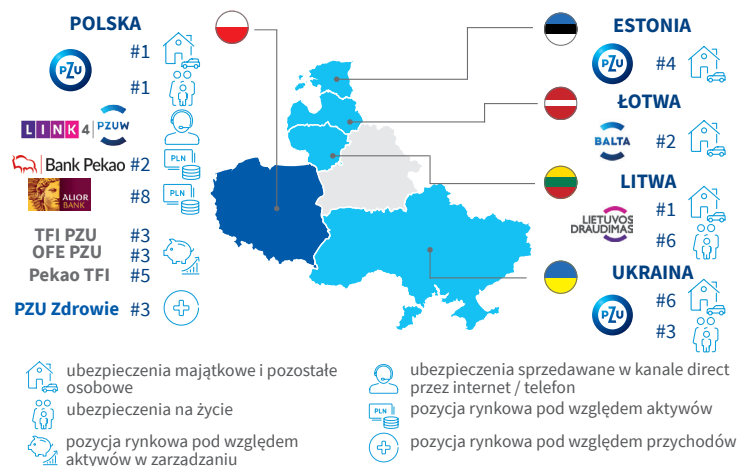 POLSKA
PZU
#1
#1
LINK4 | PZUW
Bank Pekao #2
PLN
ALIOR
BANK
#8
PLN
TFI PZU #3
OFE PZU #3
Pekao TFI #5
PZU Zdrowie #3
ESTONIA
PZU
#4
ŁOTWA
BALTA
#2
LITWA
LIETUVOS
DRAUDIMAS
#1
#6
UKRAINA
PZU
#6
#3
ubezpieczenia majątkowe i pozostałe
osobowe
ubezpieczenia na życie
pozycja rynkowa pod względem
aktywów w zarządzaniu
ubezpieczenia sprzedawane w kanale direct
przez internet / telefon
PLN
pozycja rynkowa pod względem aktywów
pozycja rynkowa pod względem przychodów